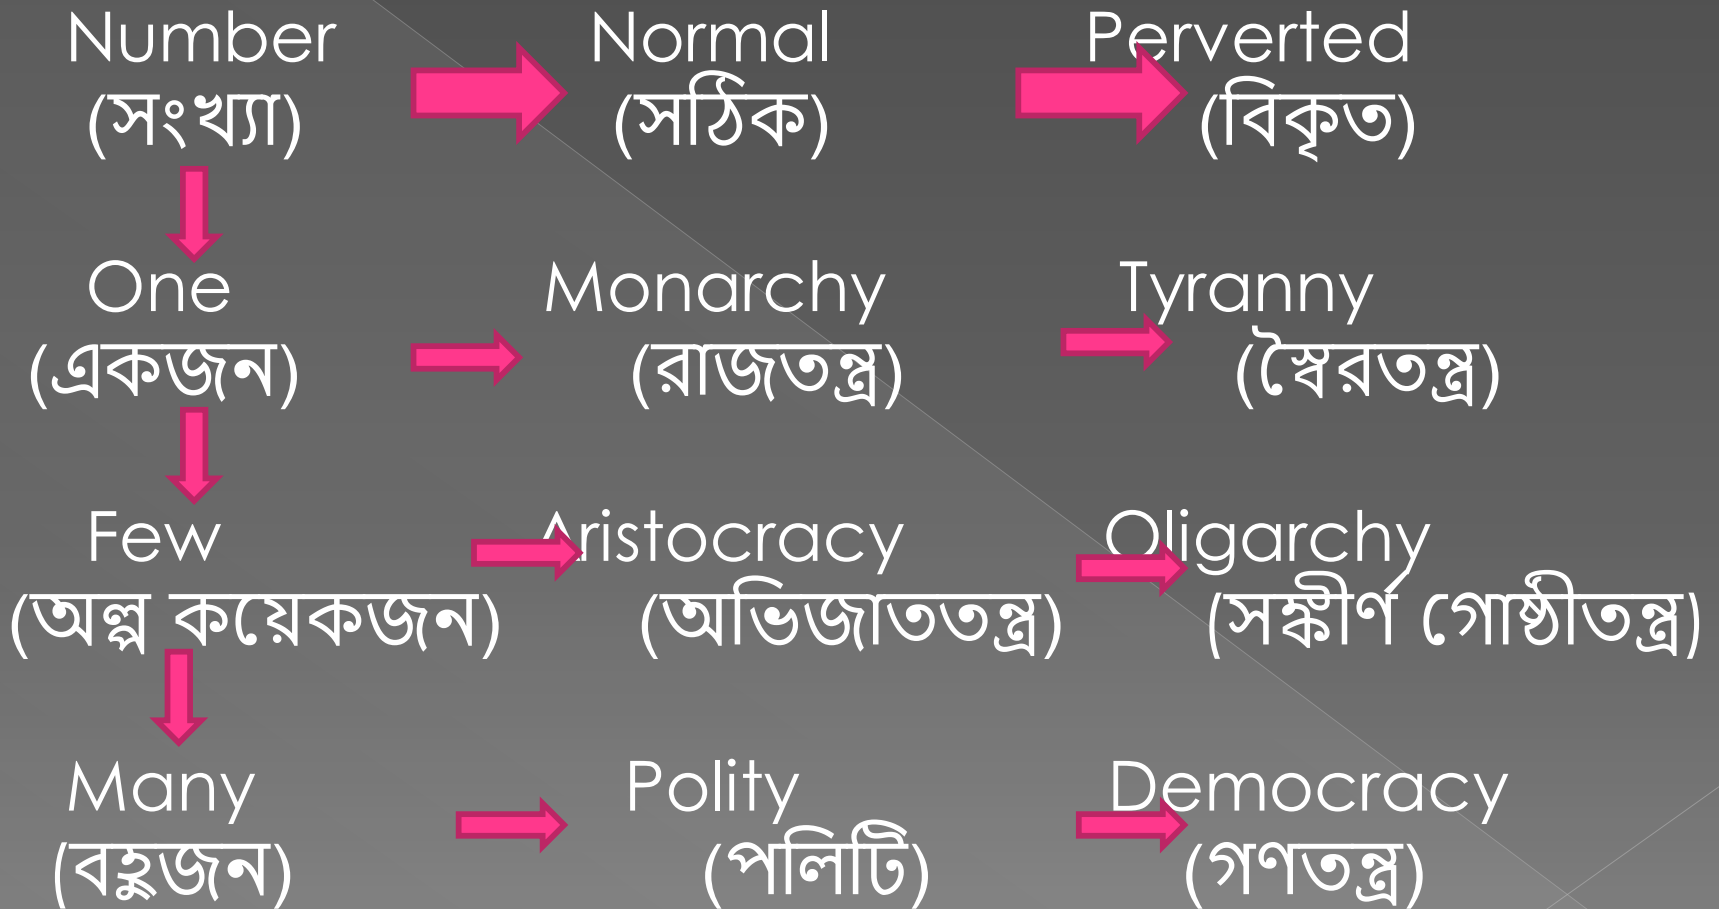 Number Normal Perverted
(সংখ্যা) (সঠিক) (বিকৃত)
One Monarchy Tyranny
(একজন) (রাজতন্ত্র) (স্বৈরতন্ত্র)
Few Aristocracy Oligarchy
(অল্প কয়েকজন) (অভিজাততন্ত্র) (সঙ্কীর্ণ গোষ্ঠীতন্ত্র)
Many Polity Democracy
(বহুজন) (পলিটি) (গণতন্ত্র)